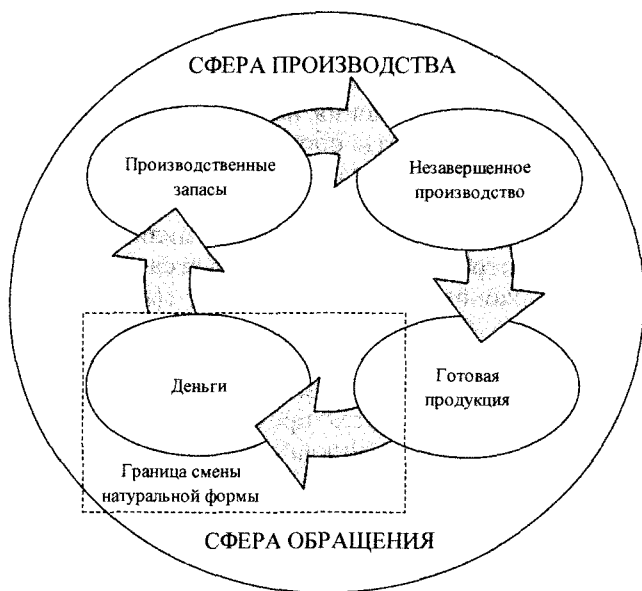 СФЕРА ПРОИЗВОДСТВА
Производственные
запасы
Незавершенное
производство
Деньги
Готовая
продукция
Граница смены
натуральной формы
СФЕРА ОБРАЩЕНИЯ